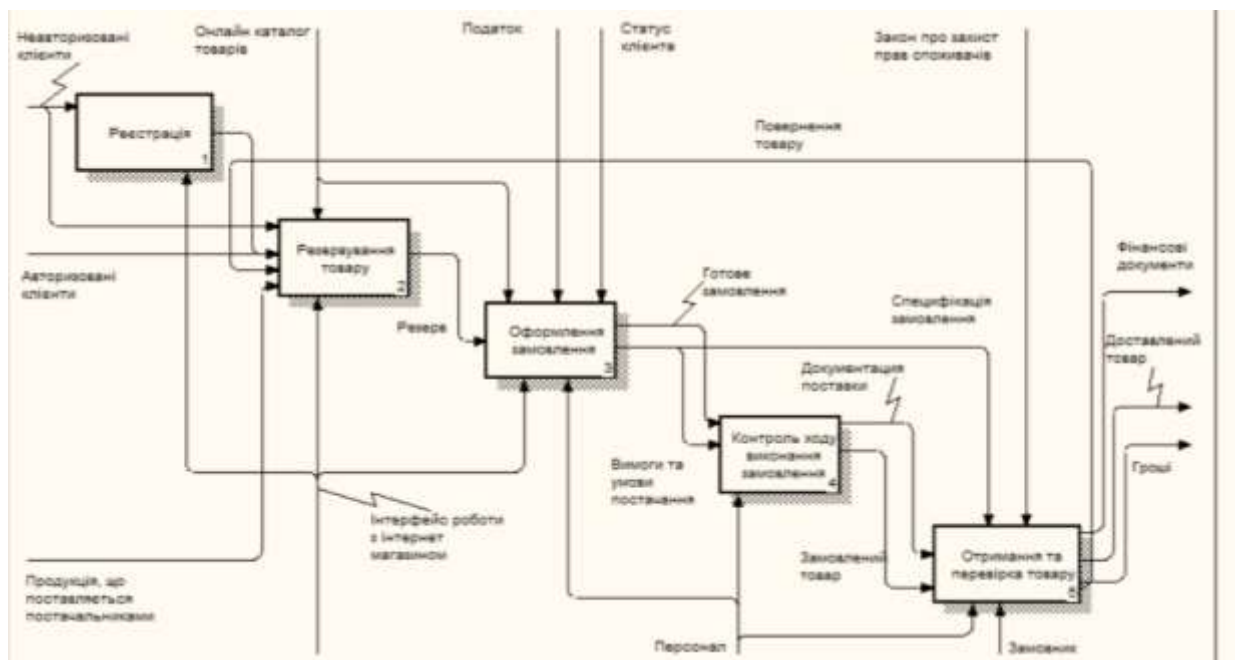 Неавторизовані
клієнти
Онлайн каталог
товарів
Податок
Статус
клієнта
Закон про захист
прав споживачів
Реєстрація
1
Повернення
товару
Резервування
товару
2
Авторизовані
клієнти
Фінансові
документи
Готове
замовлення
Специфікація
замовлення
Резерв
Оформлення
замовлення
3
Доставлений
товар
Документация
поставки
Контроль ходу
виконання
замовлення
4
Вимоги та
умови
постачення
Гроші
Інтерфейс роботи
з інтернет
магазином
Замовлений
товар
Отримання та
перевірка товару
5
Продукція, що
поставляється
постачальниками
Персонал
Замовник